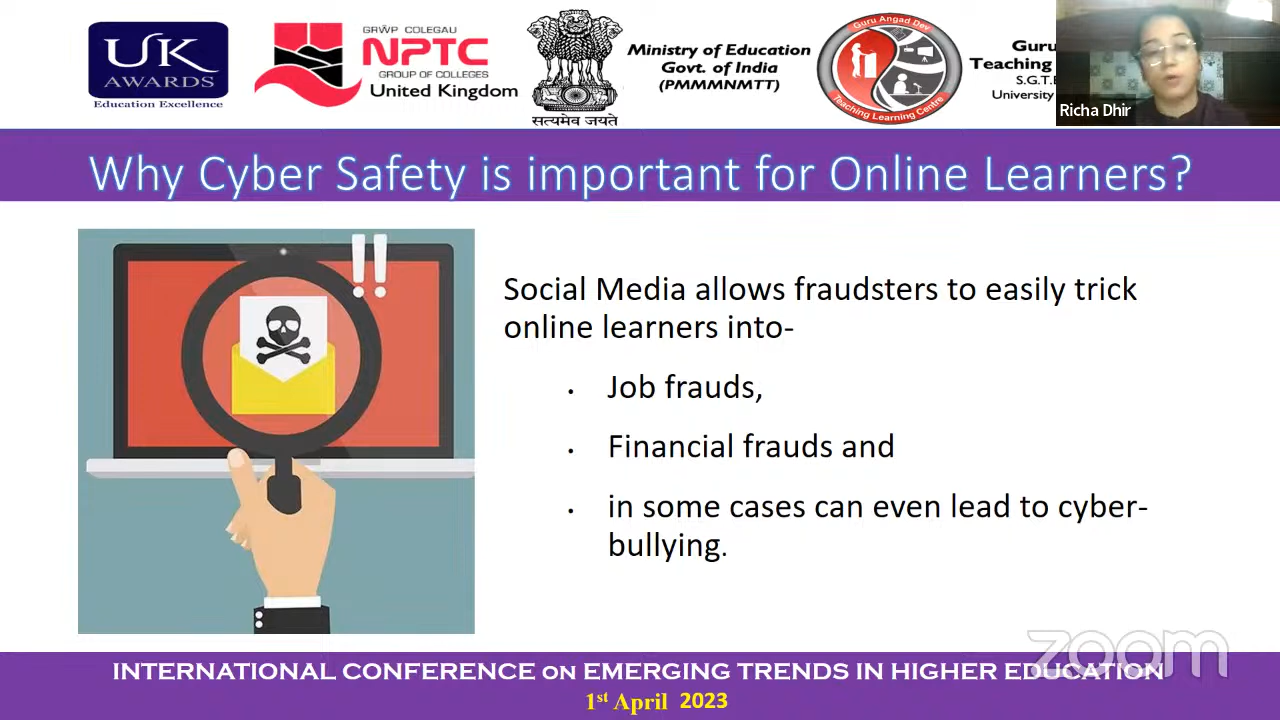 UK
AWARDS
Education Excellence
GRŴP COLEGAU
NPTC
GROUP OF COLLEGES
United Kingdom
सत्यमेव जयते
Ministry of Education
Govt. of India
(PMMMNMTT)
Guru Angad Dev
Teaching Learning Centre
Guru
Teaching
S.G.T.B
University
Richa Dhir
Why Cyber Safety is important for Online Learners?
!!
Social Media allows fraudsters to easily trick
online learners into-
• Job frauds,
• Financial frauds and
• in some cases can even lead to cyber-
bullying.
zoom
INTERNATIONAL CONFERENCE on EMERGING TRENDS IN HIGHER EDUCATION
1st April 2023